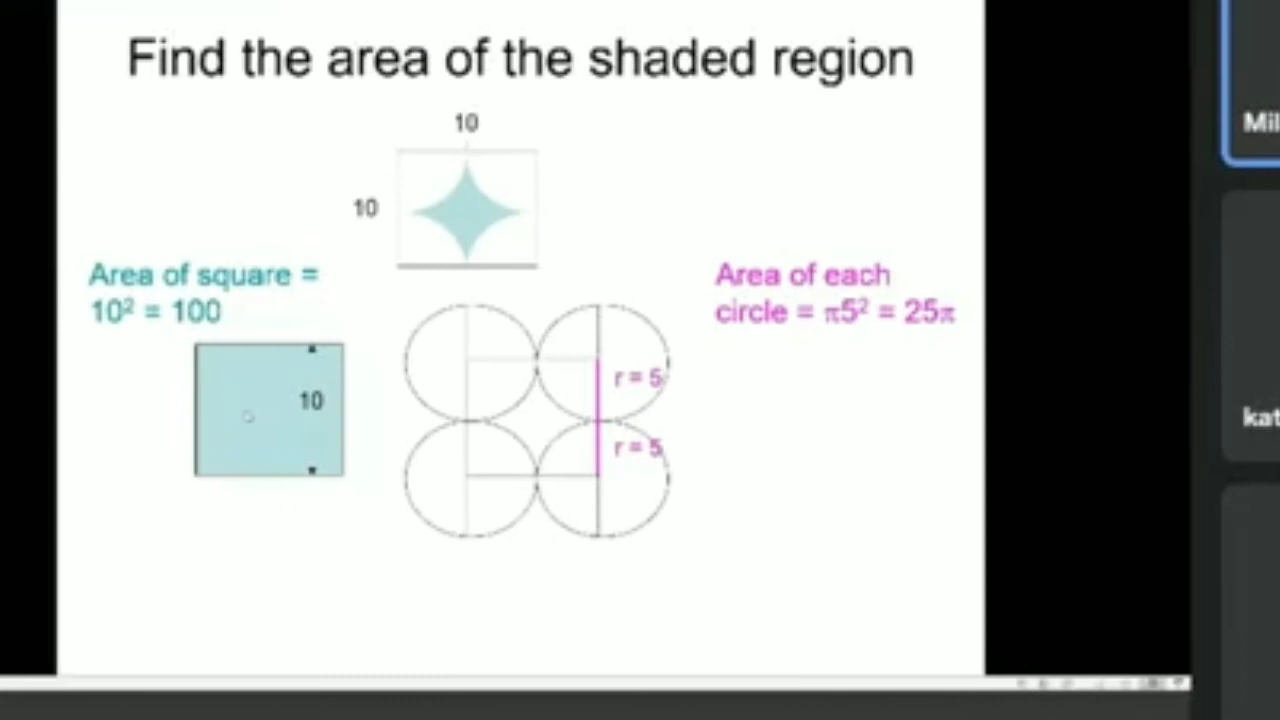 Find the area of the shaded region
10
10
Area of square =
10² = 100
Area of each
circle = π5² = 25π
10
r = 5
r = 5
Mil
kat